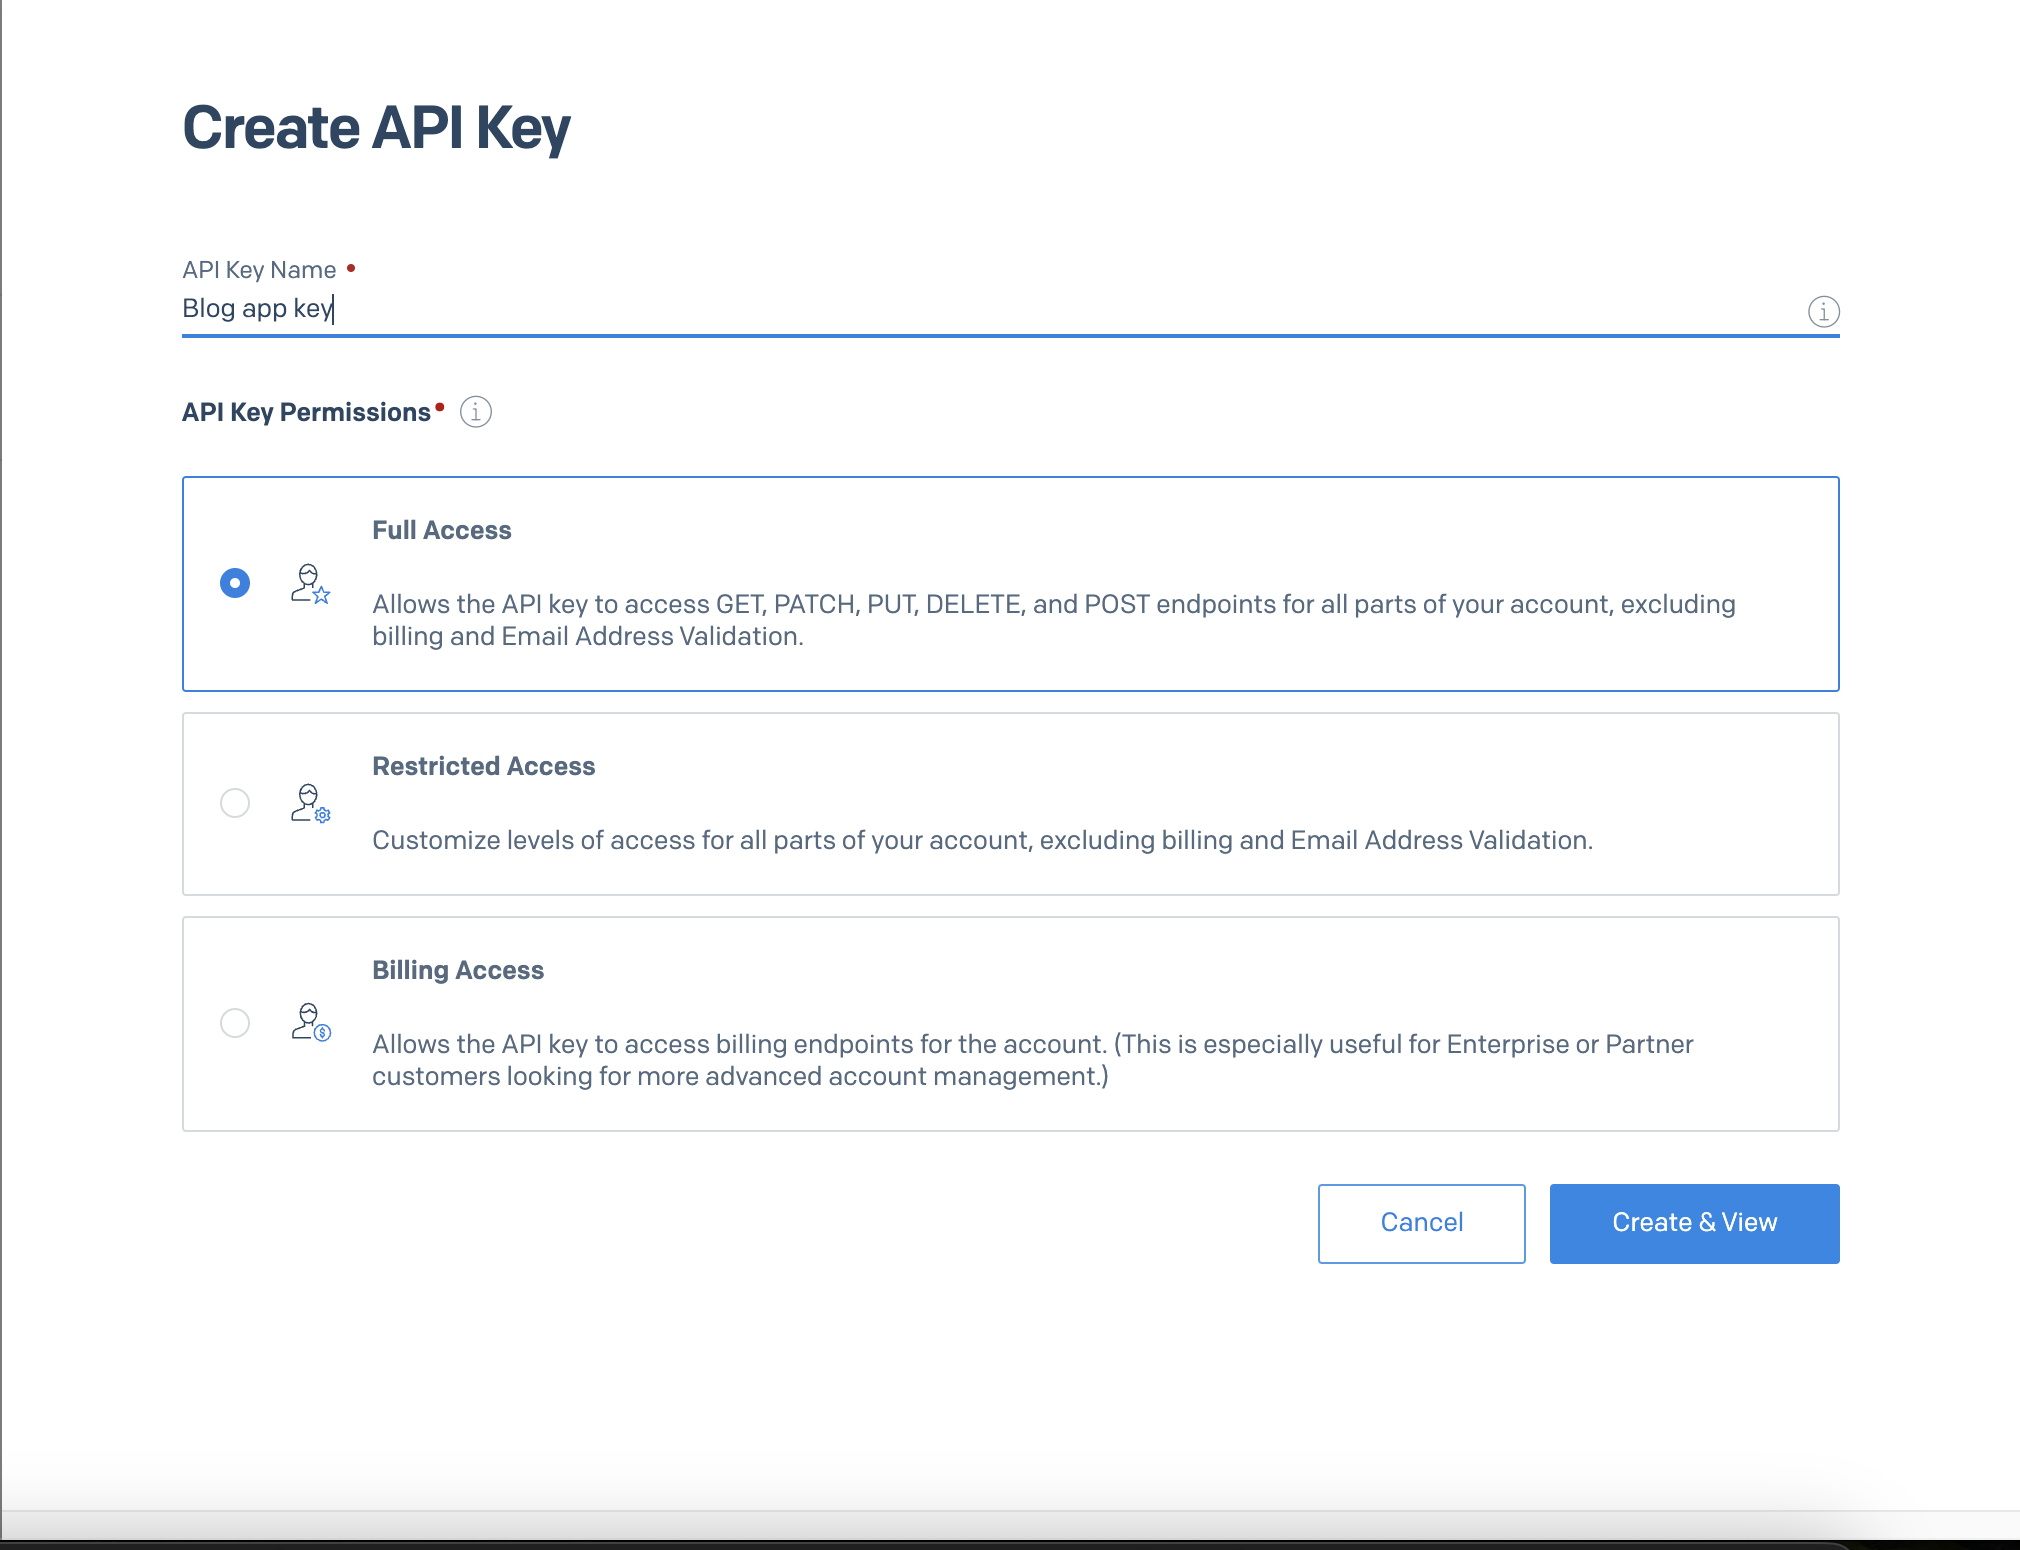 Create API Key
API Key Name
Blog app key
API Key Permissions
Full Access
Allows the API key to access GET, PATCH, PUT, DELETE, and POST endpoints for all parts of your account, excluding
billing and Email Address Validation.
Restricted Access
Customize levels of access for all parts of your account, excluding billing and Email Address Validation.
Billing Access
Allows the API key to access billing endpoints for the account. (This is especially useful for Enterprise or Partner
customers looking for more advanced account management.)
Cancel
Create & View